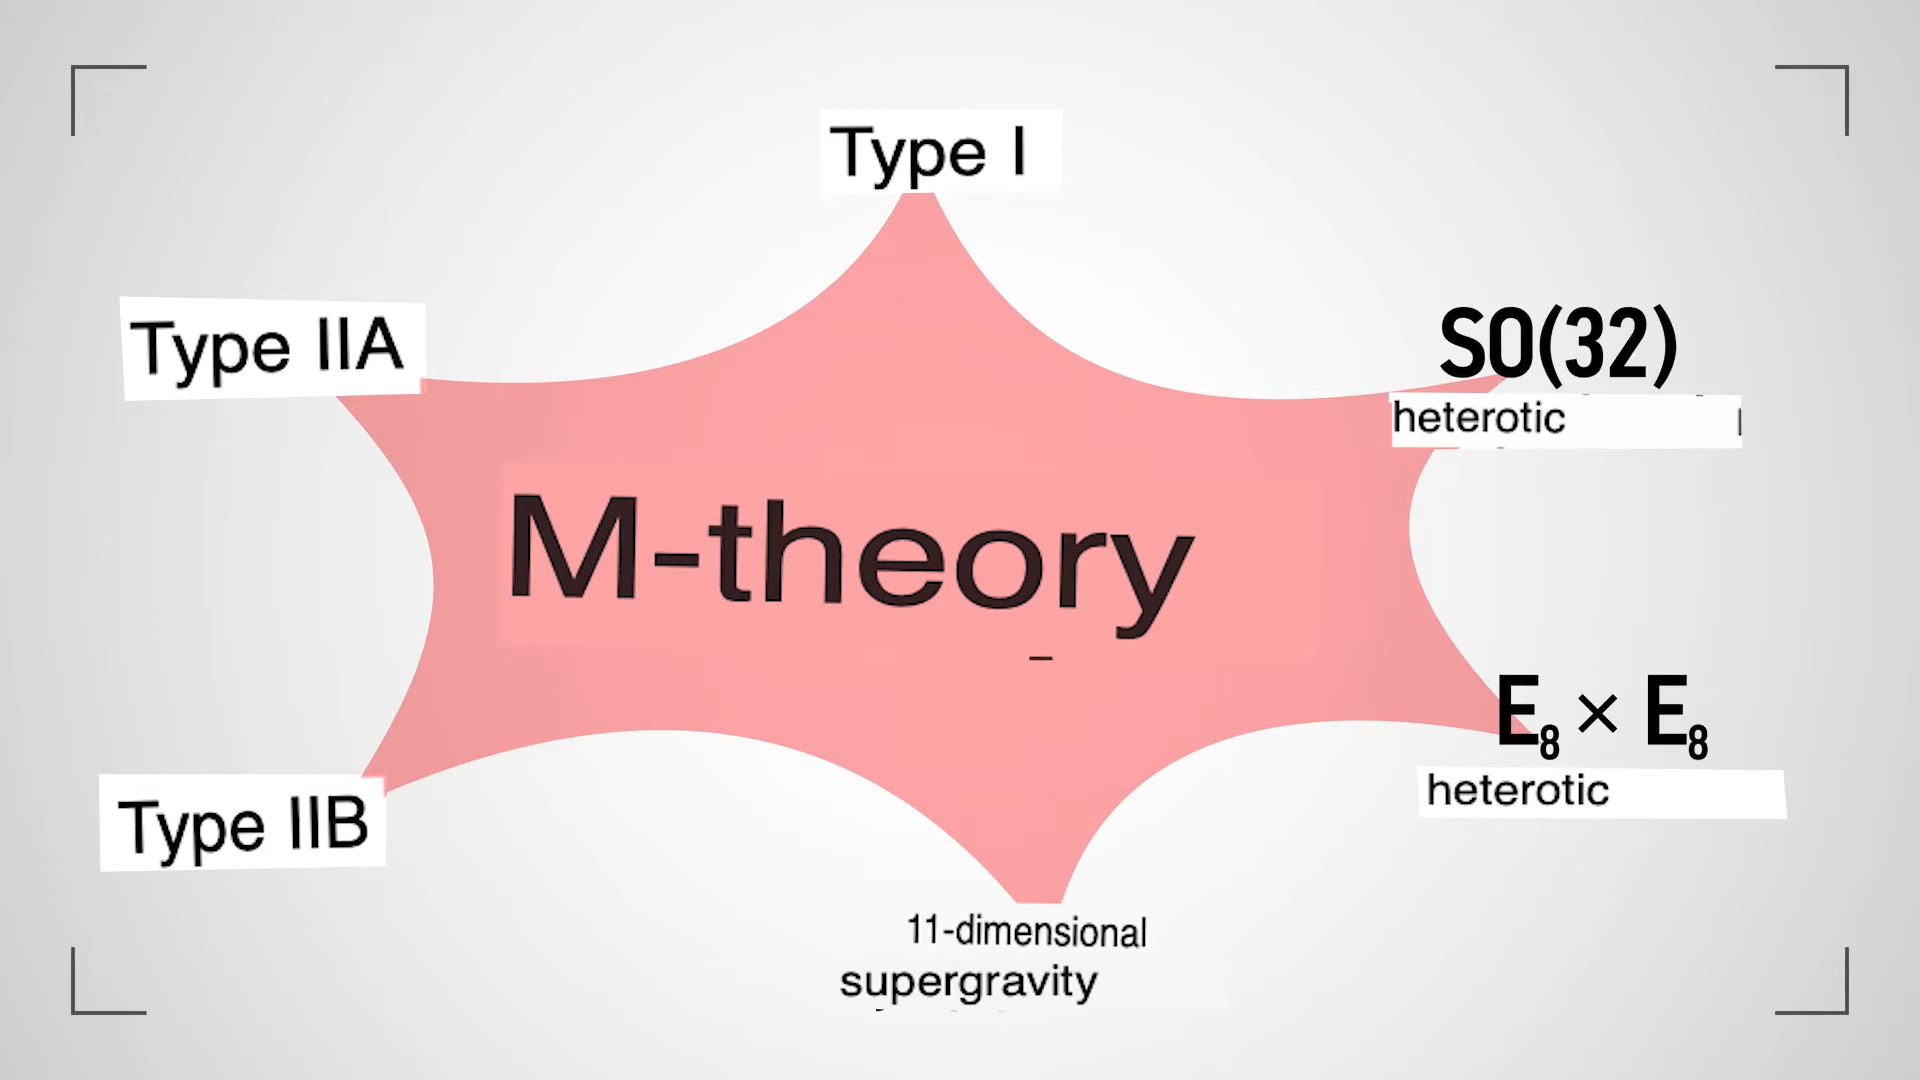 Type I
Type IIA
SO(32)
heterotic
M-theory
E₈ × E₈
heterotic
Type IIB
11-dimensional
supergravity